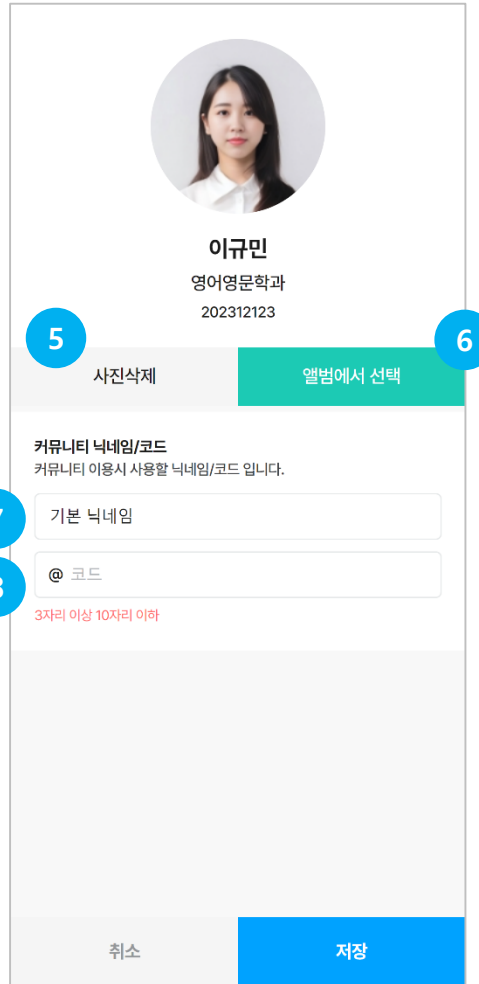 이규민
영어영문학과
202312123
5
6
사진삭제
앨범에서 선택
커뮤니티 닉네임/코드
커뮤니티 이용시 사용할 닉네임/코드 입니다.
기본 닉네임
@ 코드
3자리 이상 10자리 이하
취소
저장